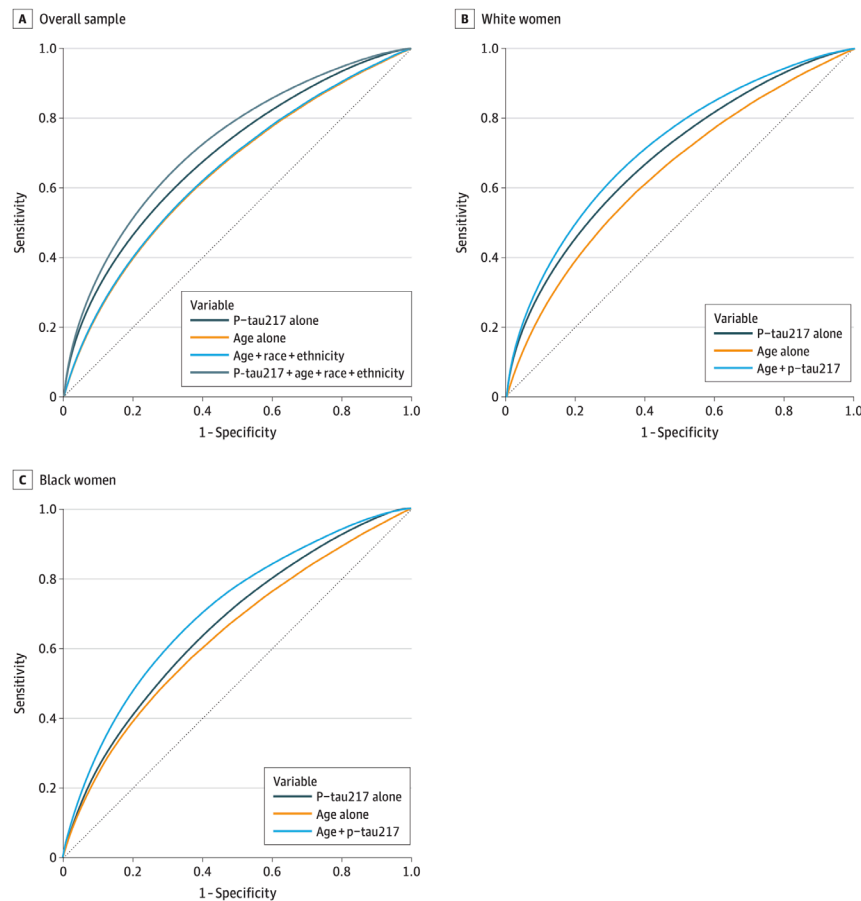 A Overall sample
1.0
0.8
0.6
0.4
0.2
0
Sensitivity
Variable
P-tau217 alone
Age alone
Age+race+ethnicity
P-tau217+age+race+ethnicity
0 0.2 0.4 0.6 0.8 1.0
1-Specificity
B White women
1.0
0.8
0.6
0.4
0.2
0
Sensitivity
Variable
P-tau217 alone
Age alone
Age+p-tau217
0 0.2 0.4 0.6 0.8 1.0
1-Specificity
C Black women
1.0
0.8
0.6
0.4
0.2
0
Sensitivity
Variable
P-tau217 alone
Age alone
Age+p-tau217
0 0.2 0.4 0.6 0.8 1.0
1-Specificity